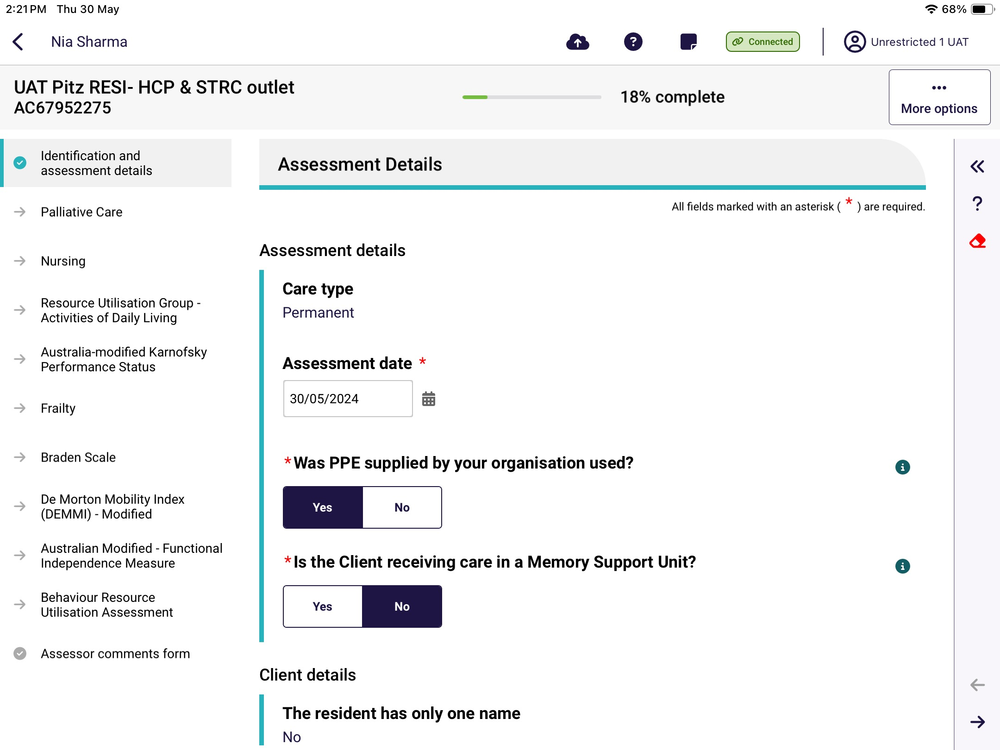 2:21 PM Thu 30 May
68%
Nia Sharma
Connected
Unrestricted 1 UAT
UAT Pitz RESI- HCP & STRC outlet
AC67952275
18% complete
More options
Identification and
assessment details
Palliative Care
Nursing
Resource Utilisation Group -
Activities of Daily Living
Australia-modified Karnofsky
Performance Status
Frailty
Braden Scale
De Morton Mobility Index
(DEMMI) - Modified
Australian Modified - Functional
Independence Measure
Behaviour Resource
Utilisation Assessment
Assessor comments form
Assessment Details
All fields marked with an asterisk ( * ) are required.
Assessment details
Care type
Permanent
Assessment date *
30/05/2024
*Was PPE supplied by your organisation used?
Yes No
*Is the Client receiving care in a Memory Support Unit?
Yes No
Client details
The resident has only one name
No